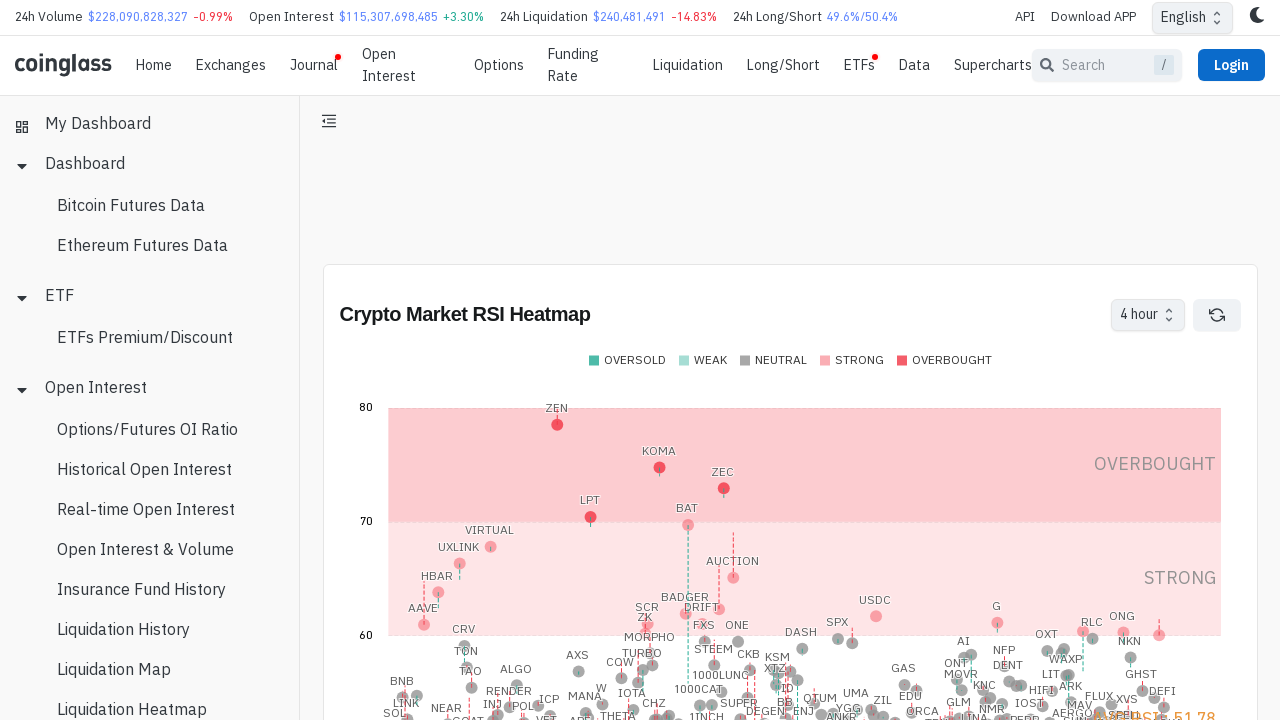 24h Volume $228,090,828,327 -0.99% Open Interest $115,307,698,485 +3.30% 24h Liquidation $240,481,491 -14.83% 24h Long/Short 49.6%/50.4% API Download APP English
coinglass Home Exchanges Journal Open Interest Options Funding Rate Liquidation Long/Short ETFs Data Supercharts Search / Login
My Dashboard
Dashboard
Bitcoin Futures Data
Ethereum Futures Data
ETF
ETFs Premium/Discount
Open Interest
Options/Futures OI Ratio
Historical Open Interest
Real-time Open Interest
Open Interest & Volume
Insurance Fund History
Liquidation History
Liquidation Map
Liquidation Heatmap
Crypto Market RSI Heatmap 4 hour
OVERSOLD WEAK NEUTRAL STRONG OVERBOUGHT
80
ZEN
KOMA
OVERBOUGHT
ZEC
LPT
BAT
70
VIRTUAL
UXLINK
AUCTION
HBAR
STRONG
BADGER
USDC
AAVE
SCR
DRIFT
G
ZK
ONG
SPX
RLC
FXS
ONE
CRV
60
DASH
OXT
MORPHO
AI
NKN
TON
STEEM
NFP
TURBO
CKB
KSM
AXS
WAXP
COW
ONT
DENT
TAO
ALGO
XTZ
GAS
MOVR
LIT
GHST
1000LUNC
BNB
KNC
ARK
1000CAT
W
RENDER
IOTA
UMA
EDU
HIFI
DEFI
LINK
ICP
MANA
CHZ
SUPER
QTUM
ZIL
GLM
IOST
FLUX
XVS
INJ
POL
BB
NEAR
YGG
NMR
MAV
SOL
THETA
1INCH
DEGEN
ENJ
ORCA
ANKR